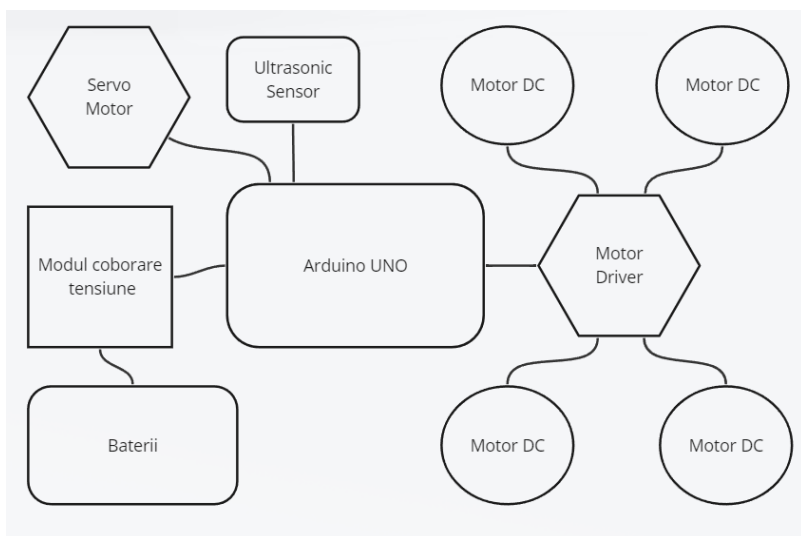 Servo
Motor
Ultrasonic
Sensor
Motor DC
Motor DC
Modul coborare
tensiune
Arduino UNO
Motor
Driver
Baterii
Motor DC
Motor DC